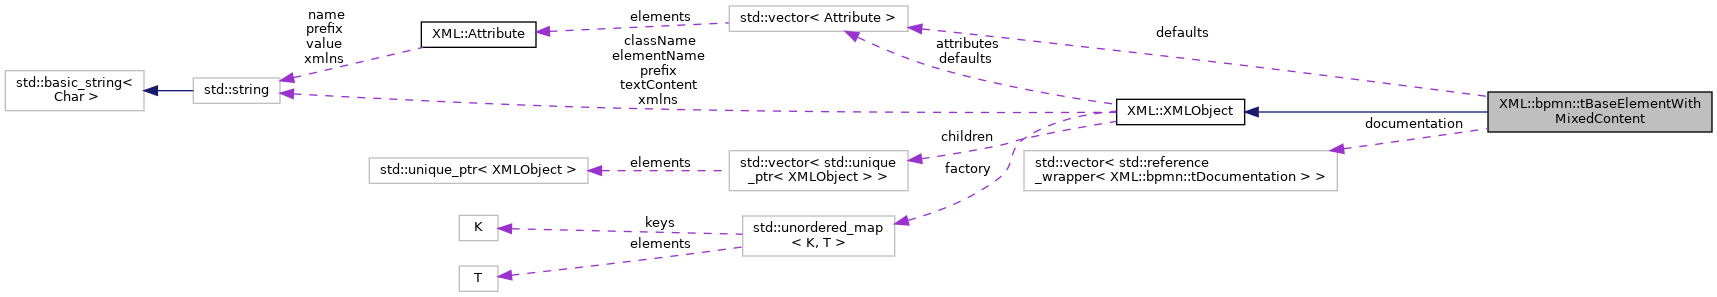 name
prefix
value
xmlns
elements
std::vector< Attribute >
XML::Attribute
defaults
className
elementName
prefix
textContent
xmlns
attributes
defaults
std::basic_string<
Char >
std::string
XML::XMLObject
XML::bpmn::tBaseElementWith
MixedContent
documentation
children
std::unique_ptr< XMLObject >
elements
std::vector< std::unique
_ptr< XMLObject > >
factory
std::vector< std::reference
_wrapper< XML::bpmn::tDocumentation > >
K
keys
std::unordered_map
< K, T >
elements
T